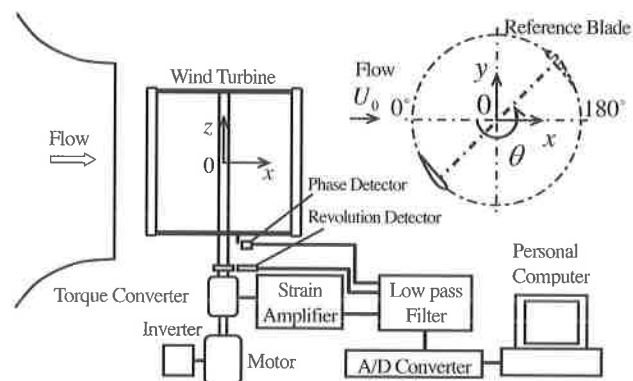 Reference Blade
Wind Turbine
Flow
U₀
0°
y
0
x
180°
θ
Flow
z
0
x
Phase Detector
Revolution Detector
Personal
Computer
Torque Converter
Strain
Amplifier
Low pass
Filter
Inverter
Motor
A/D Converter